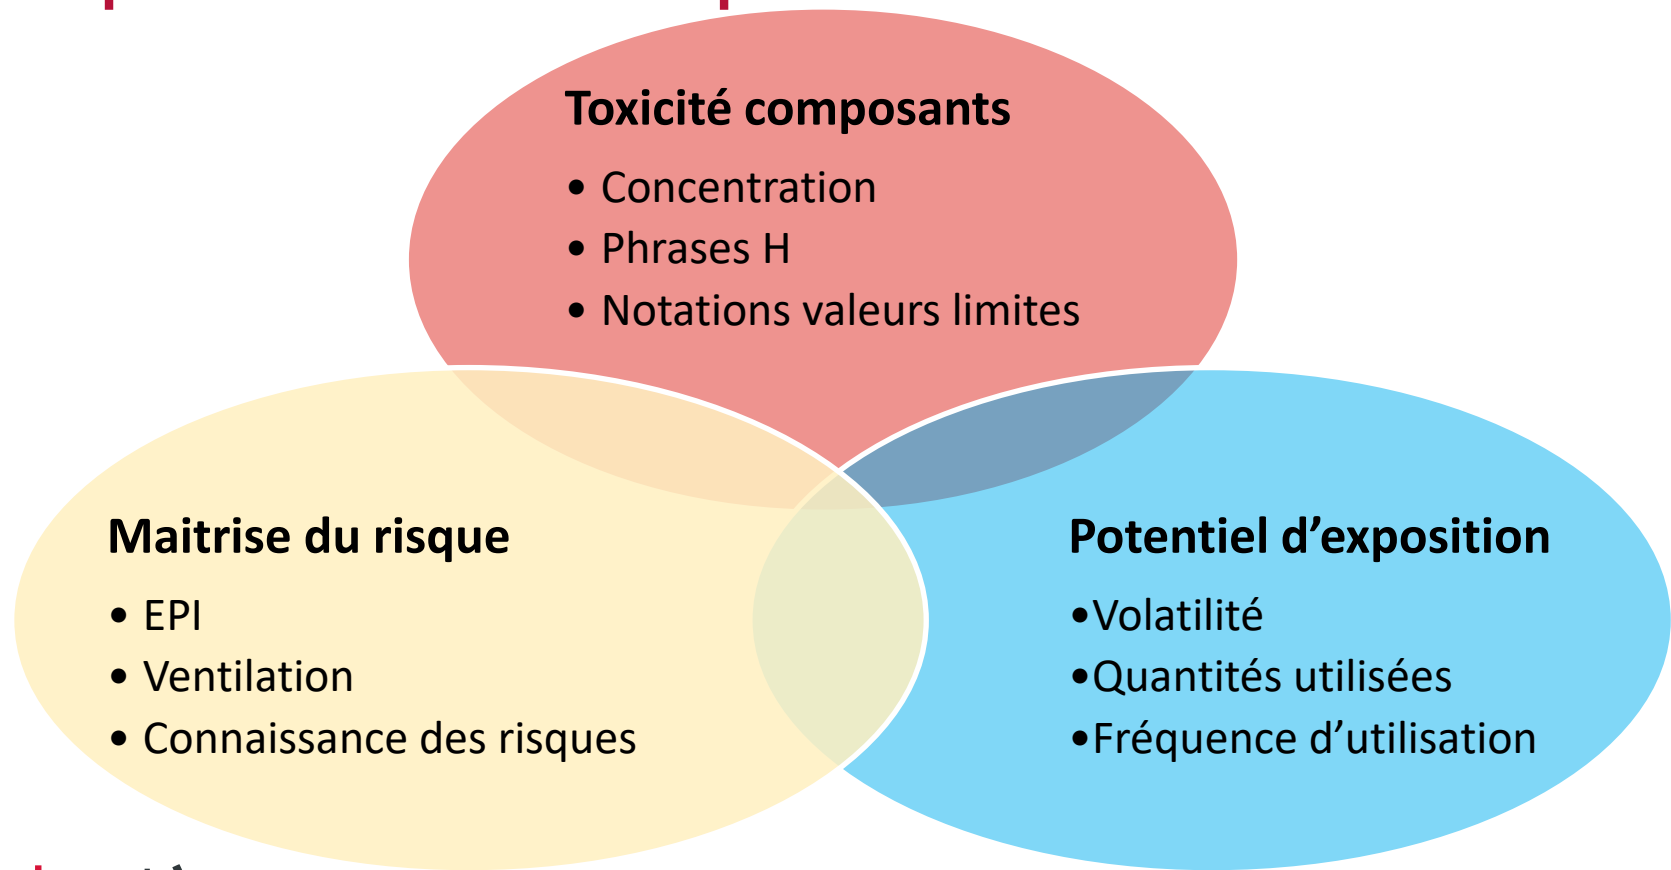 Toxicité composants
• Concentration
• Phrases H
• Notations valeurs limites
Maitrise du risque
• EPI
• Ventilation
• Connaissance des risques
Potentiel d’exposition
•Volatilité
•Quantités utilisées
•Fréquence d’utilisation